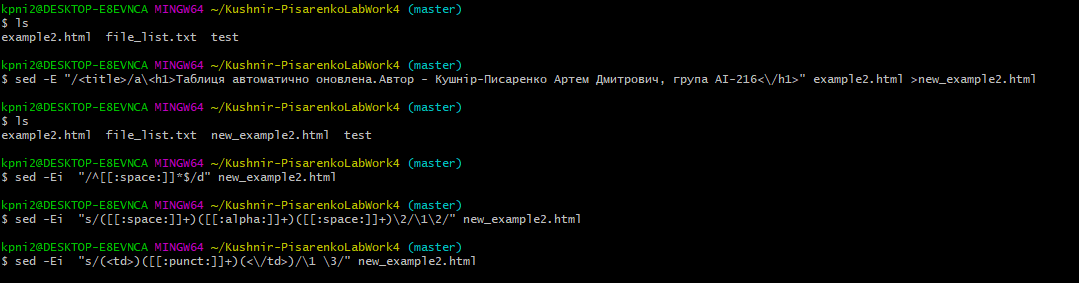 kpni2@DESKTOP-E8EVNCA MINGW64 ~/Kushnir-PisarenkoLabWork4 (master)
$ ls
example2.html  file_list.txt  test
kpni2@DESKTOP-E8EVNCA MINGW64 ~/Kushnir-PisarenkoLabWork4 (master)
$ sed -E "/<title>/a\<h1>Таблиця автоматично оновлена.Автор - Кушнір-Писаренко Артем Дмитрович, група АІ-216<\/h1>" example2.html >new_example2.html
kpni2@DESKTOP-E8EVNCA MINGW64 ~/Kushnir-PisarenkoLabWork4 (master)
$ ls
example2.html  file_list.txt  new_example2.html  test
kpni2@DESKTOP-E8EVNCA MINGW64 ~/Kushnir-PisarenkoLabWork4 (master)
$ sed -Ei  "/^[[:space:]]*$/d" new_example2.html
kpni2@DESKTOP-E8EVNCA MINGW64 ~/Kushnir-PisarenkoLabWork4 (master)
$ sed -Ei  "s/([[:space:]]+)([[:alpha:]]+)([[:space:]]+)\2/\1\2/" new_example2.html
kpni2@DESKTOP-E8EVNCA MINGW64 ~/Kushnir-PisarenkoLabWork4 (master)
$ sed -Ei  "s/(<td>)([[:punct:]]+)(<\/td>)/\1 \3/" new_example2.html